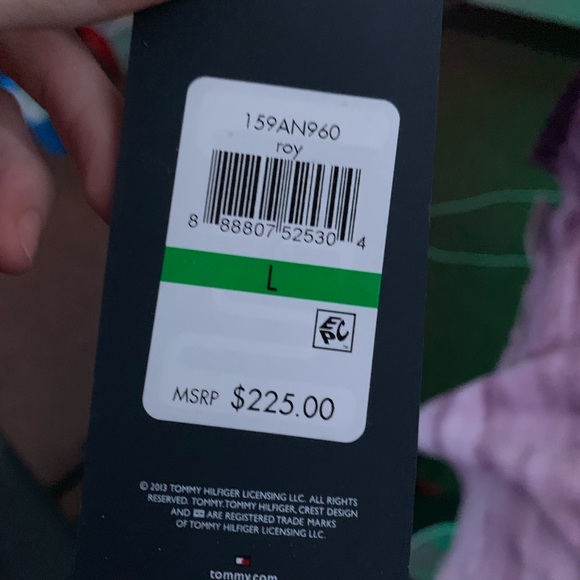 159AN960
roy
8 88807 52530 4
L
EPC
MSRP $225.00
© 2013 TOMMY HILFIGER LICENSING LLC. ALL RIGHTS
RESERVED. TOMMY, TOMMY HILFIGER, CREST DESIGN
AND ARE REGISTERED TRADE MARKS
OF TOMMY HILFIGER LICENSING LLC.
tommy.com